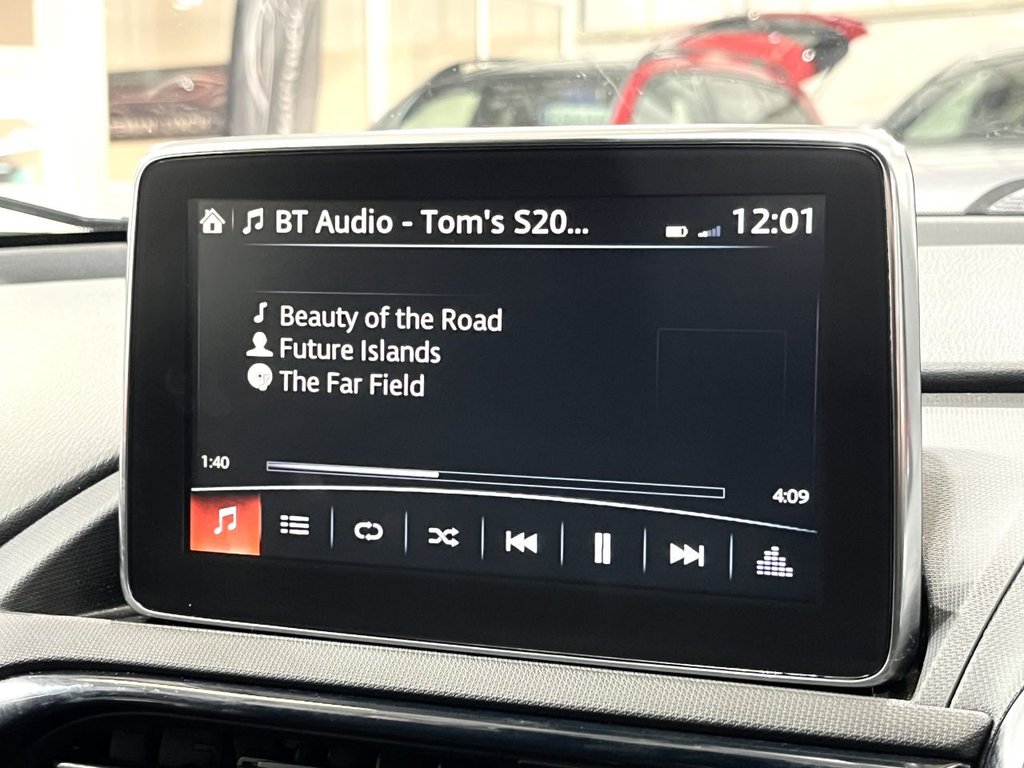 BT Audio - Tom's S20... 12:01
Beauty of the Road
Future Islands
The Far Field
1:40
4:09